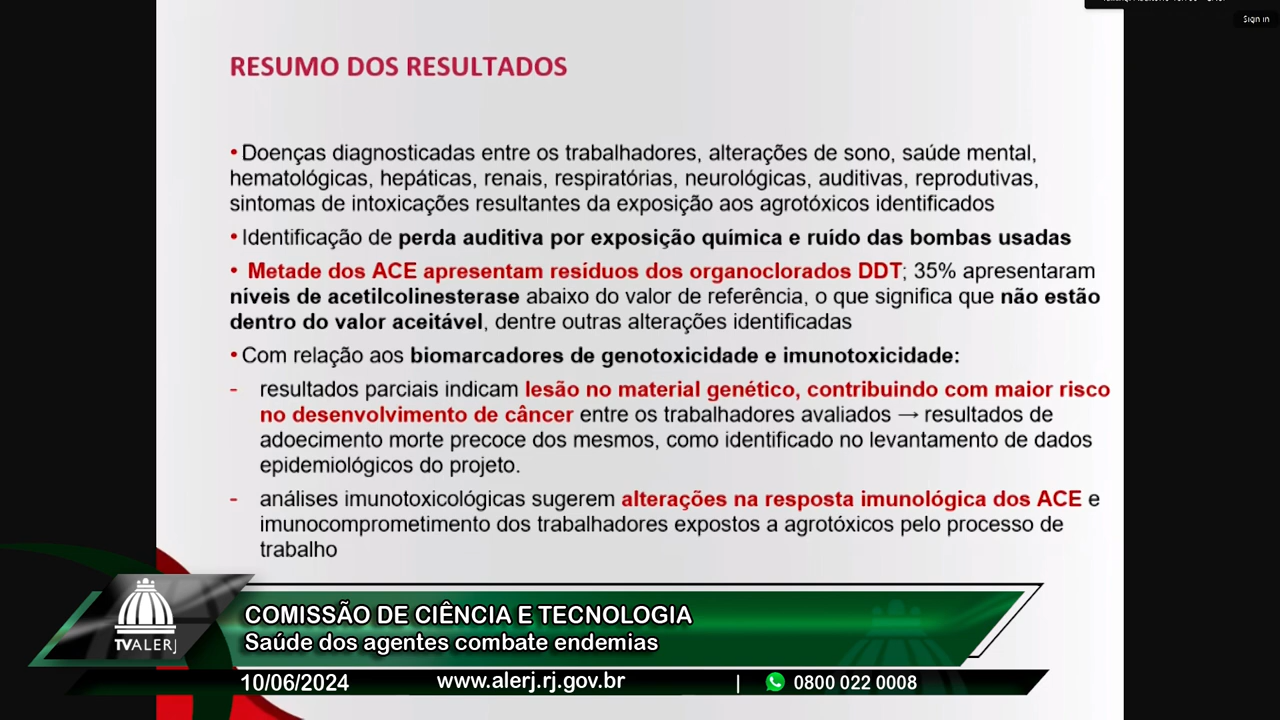 Sign in
RESUMO DOS RESULTADOS
• Doenças diagnosticadas entre os trabalhadores, alterações de sono, saúde mental,
hematológicas, hepáticas, renais, respiratórias, neurológicas, auditivas, reprodutivas,
sintomas de intoxicações resultantes da exposição aos agrotóxicos identificados
• Identificação de perda auditiva por exposição química e ruído das bombas usadas
• Metade dos ACE apresentam resíduos dos organoclorados DDT; 35% apresentaram
níveis de acetilcolinesterase abaixo do valor de referência, o que significa que não estão
dentro do valor aceitável, dentre outras alterações identificadas
• Com relação aos biomarcadores de genotoxicidade e imunotoxicidade:
- resultados parciais indicam lesão no material genético, contribuindo com maior risco
no desenvolvimento de câncer entre os trabalhadores avaliados → resultados de
adoecimento morte precoce dos mesmos, como identificado no levantamento de dados
epidemiológicos do projeto.
- análises imunotoxicológicas sugerem alterações na resposta imunológica dos ACE e
imunocomprometimento dos trabalhadores expostos a agrotóxicos pelo processo de
trabalho
COMISSÃO DE CIÊNCIA E TECNOLOGIA
Saúde dos agentes combate endemias
TVALERJ
10/06/2024 www.alerj.rj.gov.br | 0800 022 0008